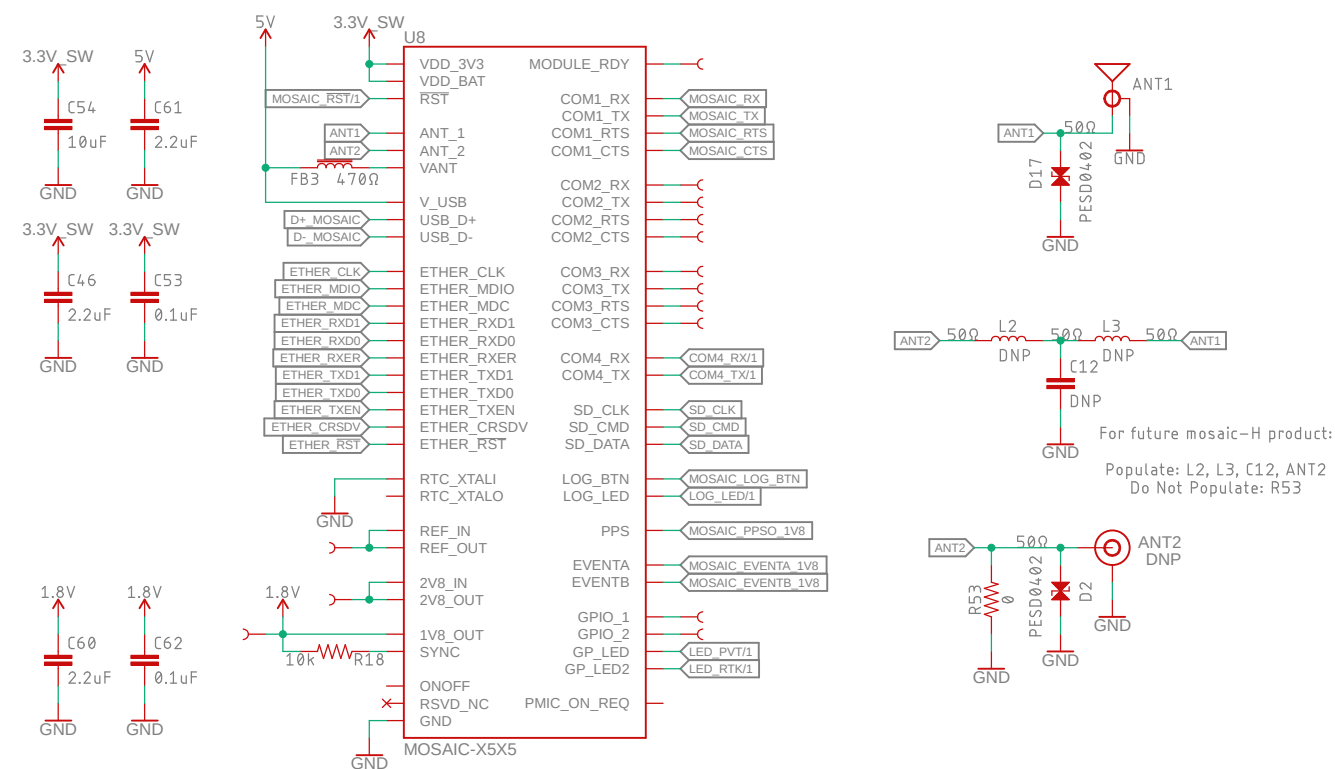 3.3V_SW
C54
10uF
GND
5V
C61
2.2uF
GND
3.3V_SW
C46
2.2uF
GND
3.3V_SW
C53
0.1uF
GND
1.8V
C60
2.2uF
GND
1.8V
C62
0.1uF
GND
5V
3.3V_SW
U8
MOSAIC_RST/1
ANT1
ANT2
FB3 470Ω
D+_MOSAIC
D-_MOSAIC
ETHER_CLK
ETHER_MDIO
ETHER_MDC
ETHER_RXD1
ETHER_RXD0
ETHER_RXER
ETHER_TXD1
ETHER_TXD0
ETHER_TXEN
ETHER_CRSDV
ETHER_RST
GND
1.8V
10k R18
GND
VDD_3V3
VDD_BAT
RST
ANT_1
ANT_2
VANT
V_USB
USB_D+
USB_D-
ETHER_CLK
ETHER_MDIO
ETHER_MDC
ETHER_RXD1
ETHER_RXD0
ETHER_RXER
ETHER_TXD1
ETHER_TXD0
ETHER_TXEN
ETHER_CRSDV
ETHER_RST
RTC_XTALI
RTC_XTALO
REF_IN
REF_OUT
2V8_IN
2V8_OUT
1V8_OUT
SYNC
ONOFF
RSVD_NC
GND
MOSAIC-X5X5
MODULE_RDY
COM1_RX
COM1_TX
COM1_RTS
COM1_CTS
COM2_RX
COM2_TX
COM2_RTS
COM2_CTS
COM3_RX
COM3_TX
COM3_RTS
COM3_CTS
COM4_RX
COM4_TX
SD_CLK
SD_CMD
SD_DATA
LOG_BTN
LOG_LED
PPS
EVENTA
EVENTB
GPIO_1
GPIO_2
GP_LED
GP_LED2
PMIC_ON_REQ
MOSAIC_RX
MOSAIC_TX
MOSAIC_RTS
MOSAIC_CTS
COM4_RX/1
COM4_TX/1
SD_CLK
SD_CMD
SD_DATA
MOSAIC_LOG_BTN
LOG_LED/1
MOSAIC_PPSO_1V8
MOSAIC_EVENTA_1V8
MOSAIC_EVENTB_1V8
LED_PVT/1
LED_RTK/1
ANT1
ANT1
50Ω
D17
PESD0402
GND
GND
ANT2
50Ω
L2
DNP
50Ω
L3
DNP
50Ω
ANT1
C12
DNP
GND
For future mosaic-H product:
Populate: L2, L3, C12, ANT2
Do Not Populate: R53
ANT2
50Ω
ANT2
DNP
R53
0
PESD0402
D2
GND
GND
GND